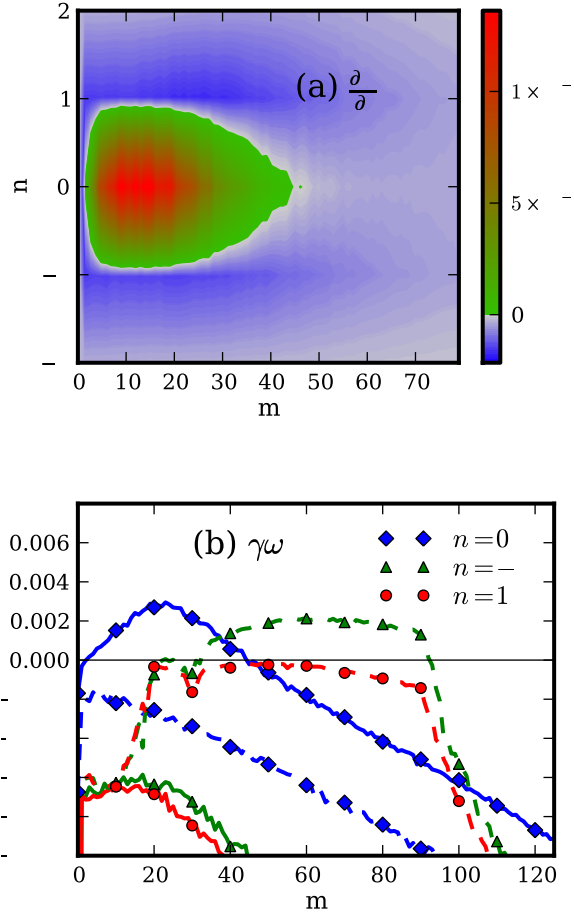 2
1
0
−
−
n
(a) ∂/∂
0 10 20 30 40 50 60 70
m
1 × −
5 × −
0
(b) γω
n = 0
n = −
n = 1
0.006
0.004
0.002
0.000
−
-
-
−
−
0 20 40 60 80 100 120
m